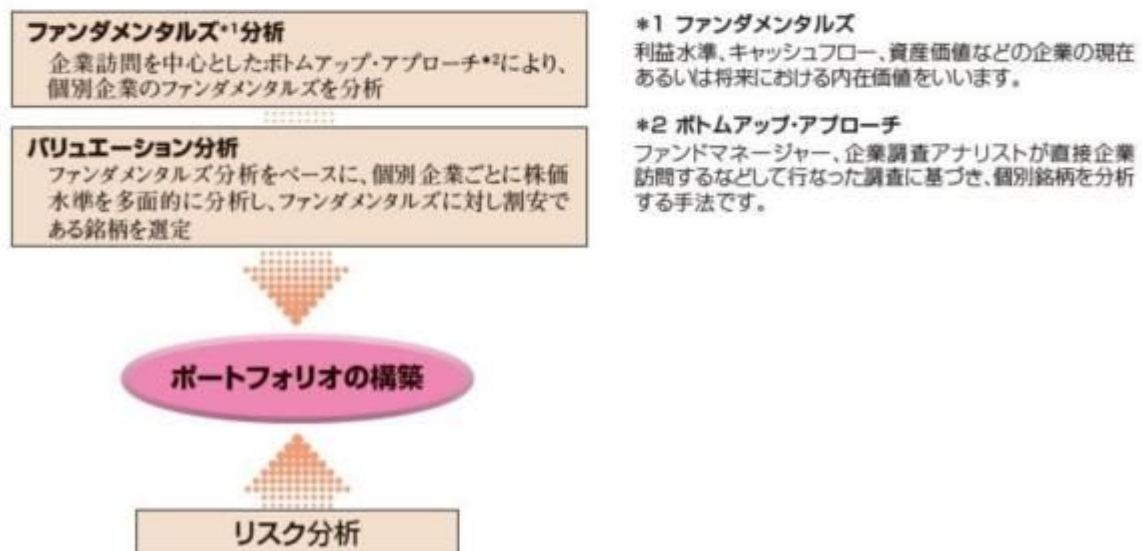 ファンダメンタルズ*1分析
企業訪問を中心としたボトムアップ・アプローチ*2により、
個別企業のファンダメンタルズを分析
バリュエーション分析
ファンダメンタルズ分析をベースに、個別企業ごとに株価
水準を多面的に分析し、ファンダメンタルズに対し割安で
ある銘柄を選定
ポートフォリオの構築
リスク分析
*1 ファンダメンタルズ
利益水準、キャッシュフロー、資産価値などの企業の現在
あるいは将来における内在価値をいいます。
*2 ボトムアップ・アプローチ
ファンドマネージャー、企業調査アナリストが直接企業
訪問するなどして行なった調査に基づき、個別銘柄を分析
する手法です。